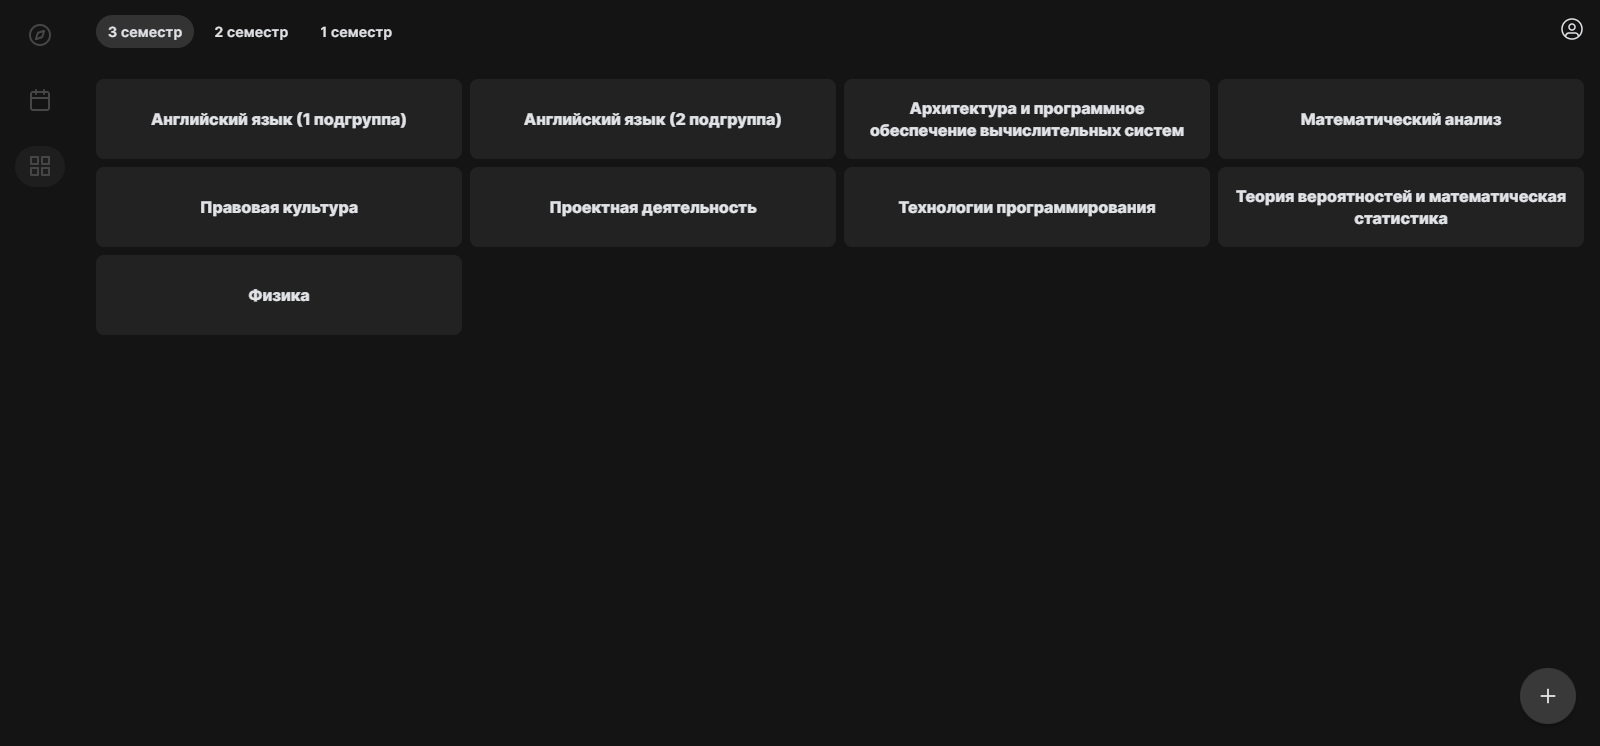 3 семестр
2 семестр
1 семестр
Английский язык (1 подгруппа)
Английский язык (2 подгруппа)
Архитектура и программное
обеспечение вычислительных систем
Математический анализ
Правовая культура
Проектная деятельность
Технологии программирования
Теория вероятностей и математическая
статистика
Физика